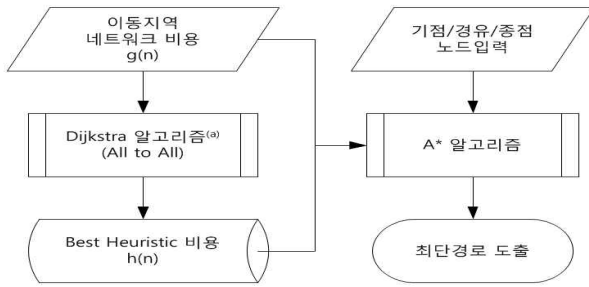 이동지역
네트워크 비용
g(n)
기점/경유/종점
노드입력
Dijkstra 알고리즘(a)
(All to All)
A* 알고리즘
Best Heuristic 비용
h(n)
최단경로 도출